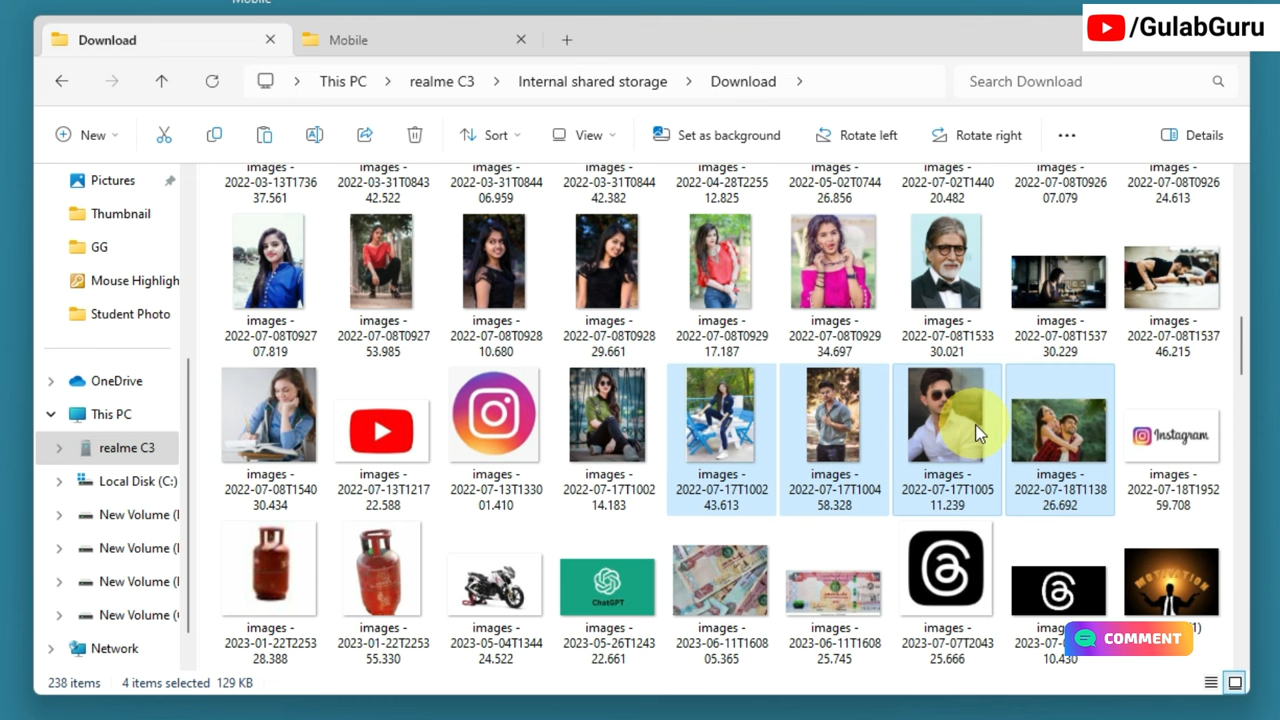 Mobile
/GulabGuru
Download
Mobile
This PC
realme C3
Internal shared storage
Download
Search Download
New
Sort
View
Set as background
Rotate left
Rotate right
Details
Pictures
Thumbnail
GG
Mouse Highligh
Student Photo
OneDrive
This PC
realme C3
Local Disk (C:)
New Volume (
New Volume (
New Volume (
New Volume (
Network
images - images - images - images - images - images - images - images - images -
2022-03-13T1736 2022-03-31T0843 2022-03-31T0844 2022-03-31T0844 2022-04-28T2255 2022-05-02T0744 2022-07-02T1440 2022-07-08T0926 2022-07-08T0926
37.561 42.522 06.959 42.382 12.825 26.856 20.482 07.079 24.613
images - images - images - images - images - images - images - images - images -
2022-07-08T0927 2022-07-08T0927 2022-07-08T0928 2022-07-08T0928 2022-07-08T0929 2022-07-08T0929 2022-07-08T1533 2022-07-08T1537 2022-07-08T1537
07.819 53.985 10.680 29.661 17.187 34.697 30.021 30.229 46.215
Instagram
images - images - images - images - images - images - images - images - images -
2022-07-08T1540 2022-07-13T1217 2022-07-13T1330 2022-07-17T1002 2022-07-17T1002 2022-07-17T1004 2022-07-17T1005 2022-07-18T1138 2022-07-18T1952
30.434 22.588 01.410 14.183 43.613 58.328 11.239 26.692 59.708
ChatGPT
MOTIVATION
images - images - images - images - images - images - images -
2023-01-22T2253 2023-01-22T2253 2023-05-04T1344 2023-05-26T1243 2023-06-11T1608 2023-06-11T1608 2023-07-07T2043
28.388 55.330 24.522 22.661 05.365 25.745 25.666 10.430
COMMENT
238 items 4 items selected 129 KB